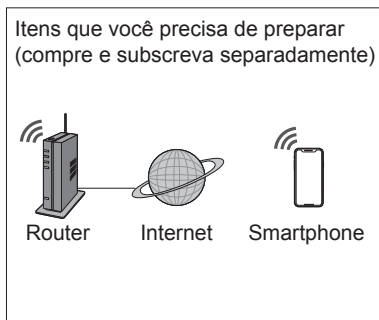 Itens que você precisa de preparar
(compre e subscreva separadamente)
Router
Internet
Smartphone